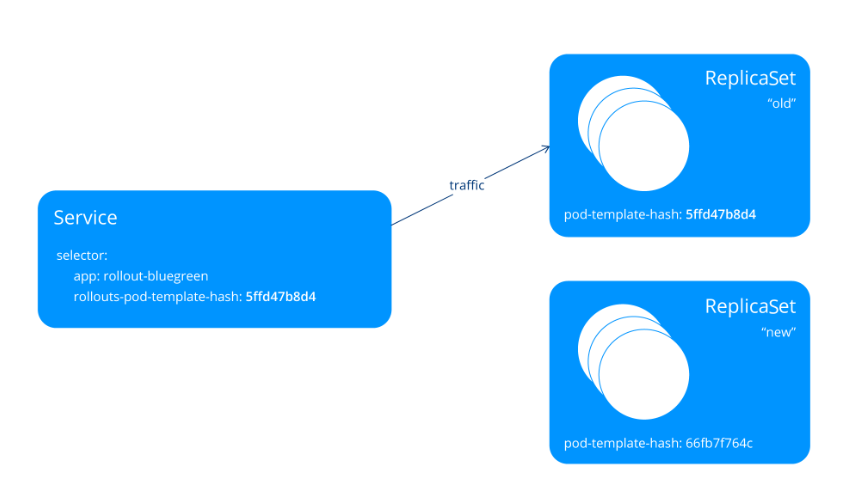 ReplicaSet
“old”
traffic
pod-template-hash: 5ffd47b8d4
Service
selector:
app: rollout-bluegreen
rollouts-pod-template-hash: 5ffd47b8d4
ReplicaSet
“new”
pod-template-hash: 66fb7f764c